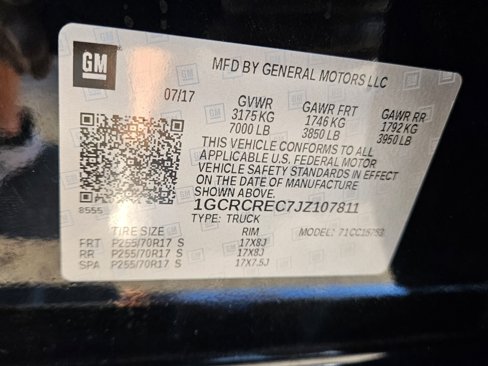 GM
MFD BY GENERAL MOTORS LLC
07/17
GVWR GAWR FRT GAWR RR
3175 KG 1746 KG 1792 KG
7000 LB 3850 LB 3950 LB
THIS VEHICLE CONFORMS TO ALL
APPLICABLE U.S. FEDERAL MOTOR
VEHICLE SAFETY STANDARDS IN EFFECT
ON THE DATE OF MANUFACTURE
SHOWN ABOVE.
1GCRCREC7JZ107811
8555
TYPE: TRUCK
TIRE SIZE RIM MODEL:
FRT P255/70R17 S 17X8J
RR P255/70R17 S 17X8J
SPA P255/70R17 S 17X7.5J